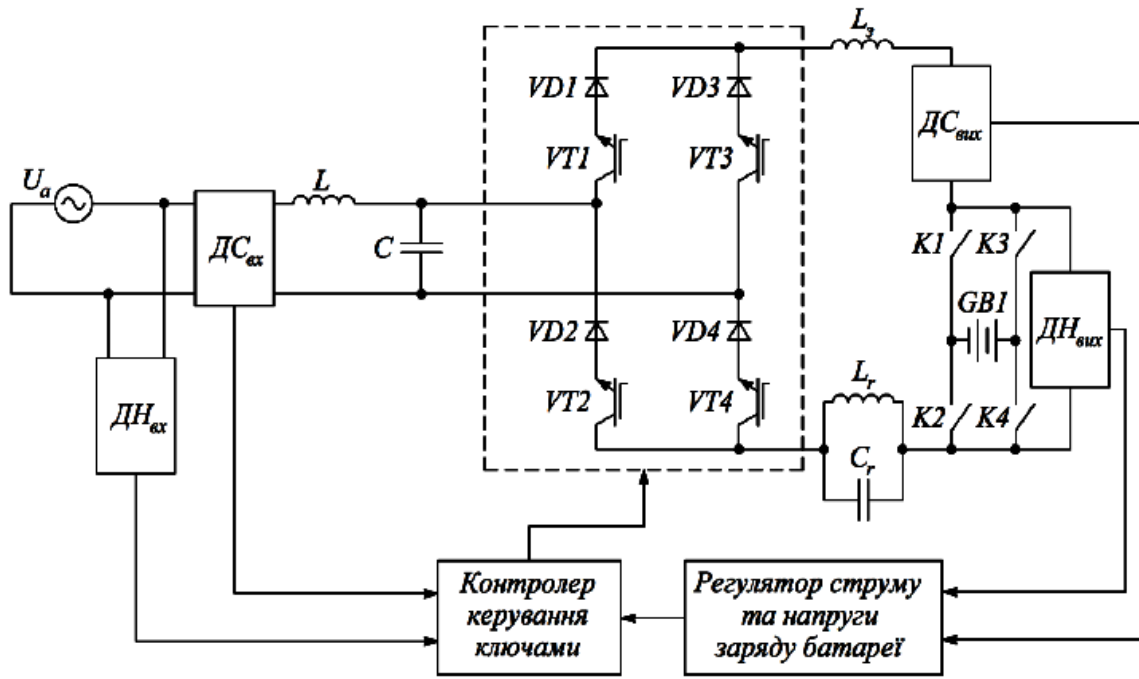 Lз
VD1
VD3
ДСвих
VT1
VT3
Uа
L
ДСвх
C
K1
K3
GB1
ДНвих
VD2
VD4
Lr
VT2
VT4
K2
K4
ДНвх
Cr
Контролер
керування
ключами
Регулятор струму
та напруги
заряду батареї